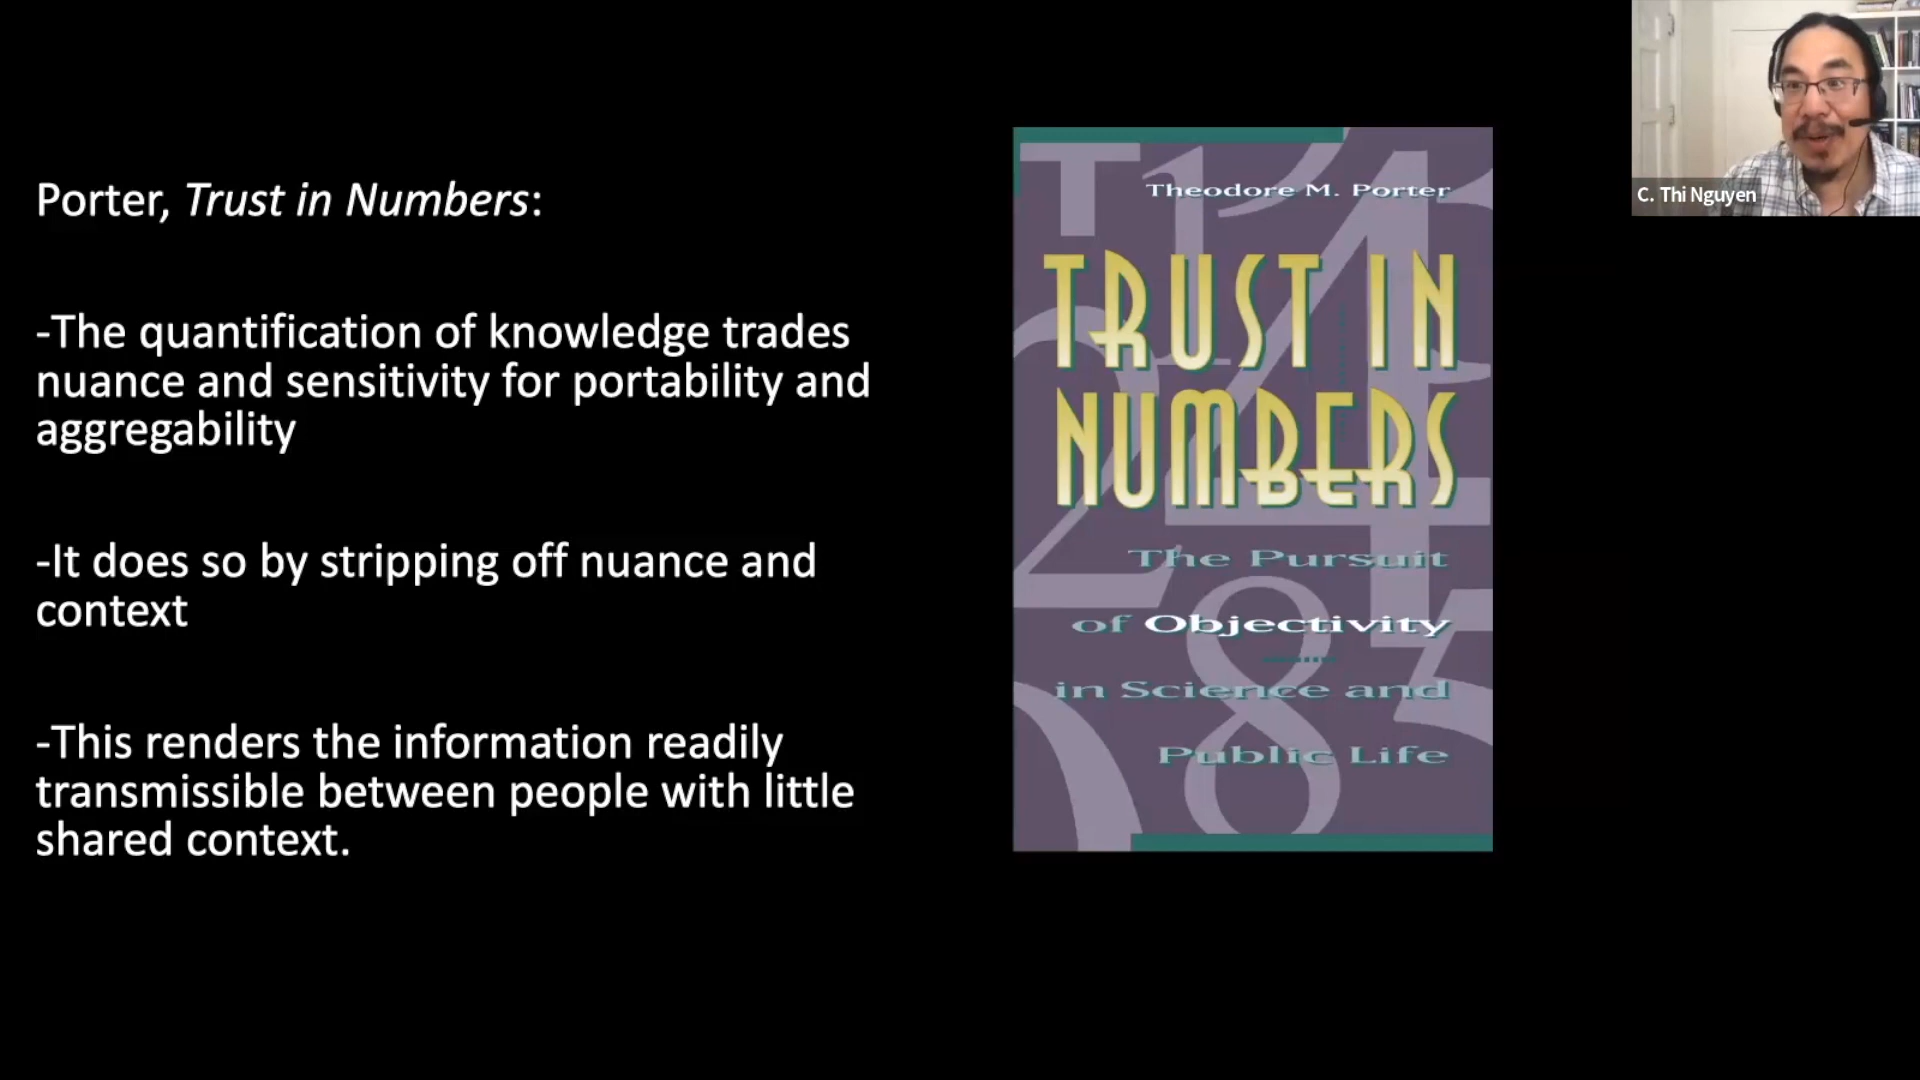 Porter, Trust in Numbers:
-The quantification of knowledge trades
nuance and sensitivity for portability and
aggregability
-It does so by stripping off nuance and
context
-This renders the information readily
transmissible between people with little
shared context.
Theodore M. Porter
TRUST IN
NUMBERS
The Pursuit
of Objectivity
in Science and
Public Life
C. Thi Nguyen